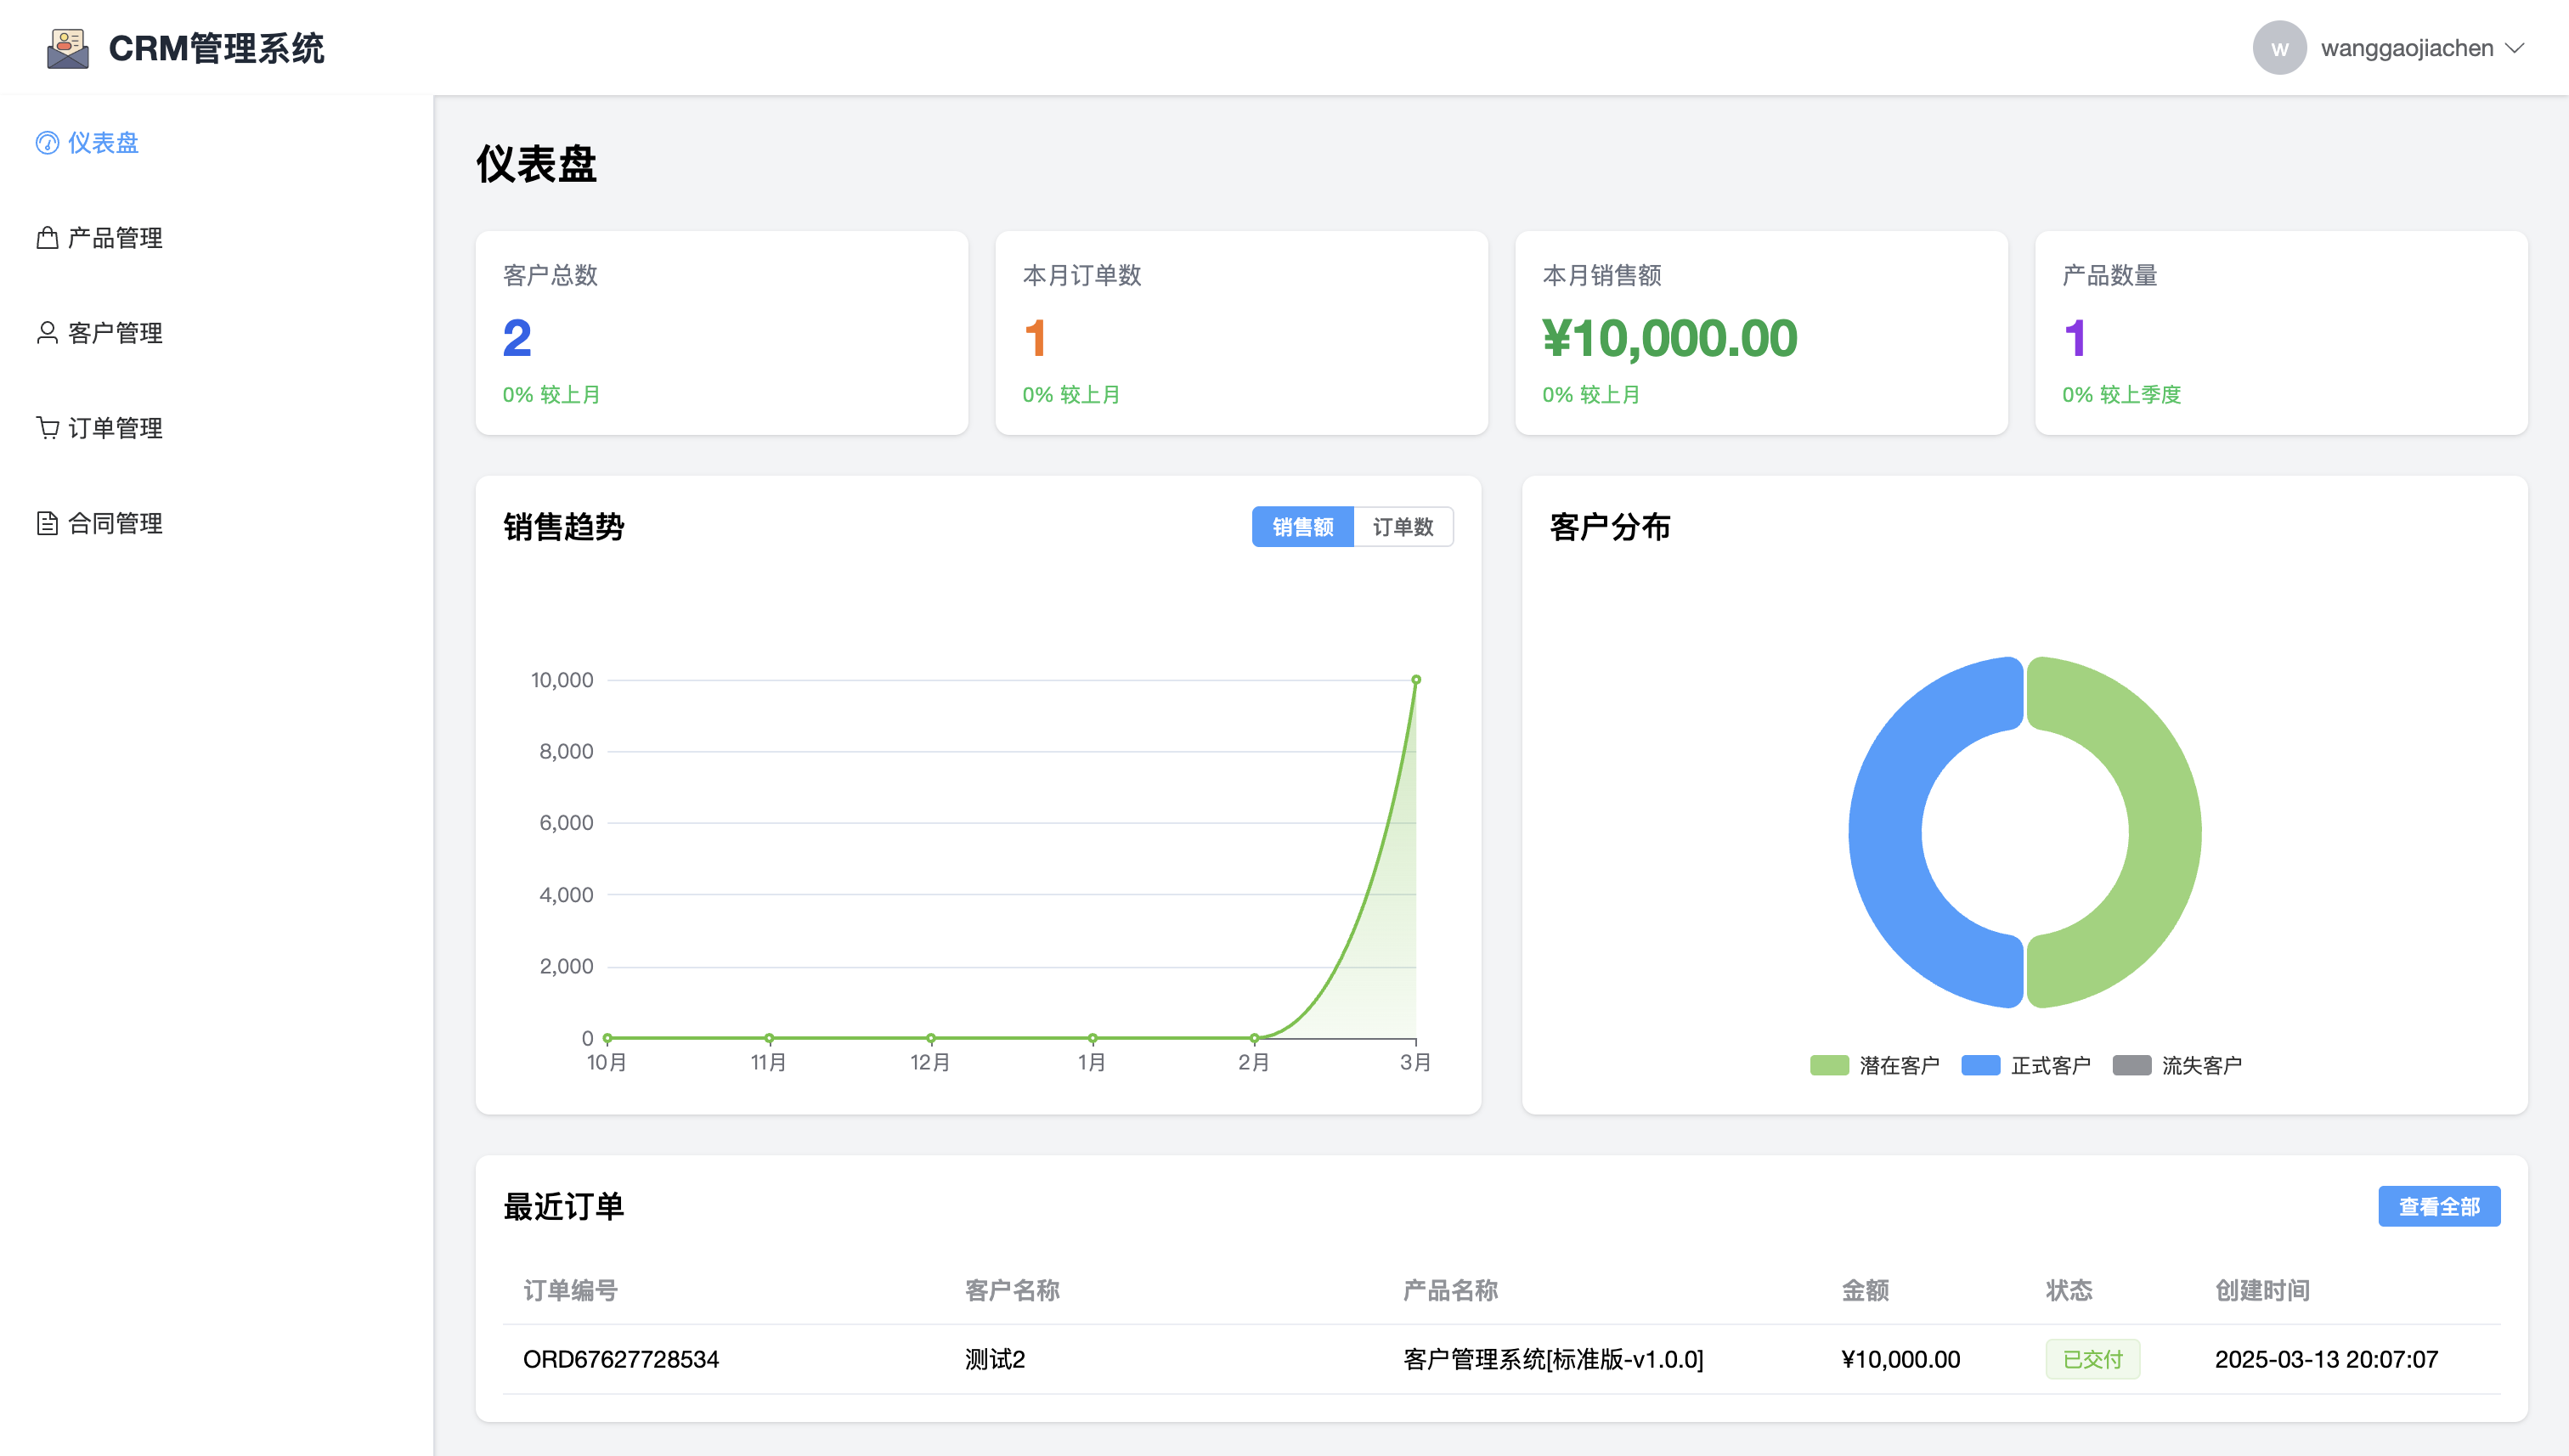 CRM管理系统
W
wanggaojiachen
仪表盘
产品管理
客户管理
订单管理
合同管理
仪表盘
客户总数
2
0% 较上月
本月订单数
1
0% 较上月
本月销售额
¥10,000.00
0% 较上月
产品数量
1
0% 较上季度
销售趋势
销售额 订单数
10,000
8,000
6,000
4,000
2,000
0
10月 11月 12月 1月 2月 3月
客户分布
潜在客户 正式客户 流失客户
最近订单
查看全部
订单编号 客户名称 产品名称 金额 状态 创建时间
ORD67627728534 测试2 客户管理系统[标准版-v1.0.0] ¥10,000.00 已交付 2025-03-13 20:07:07